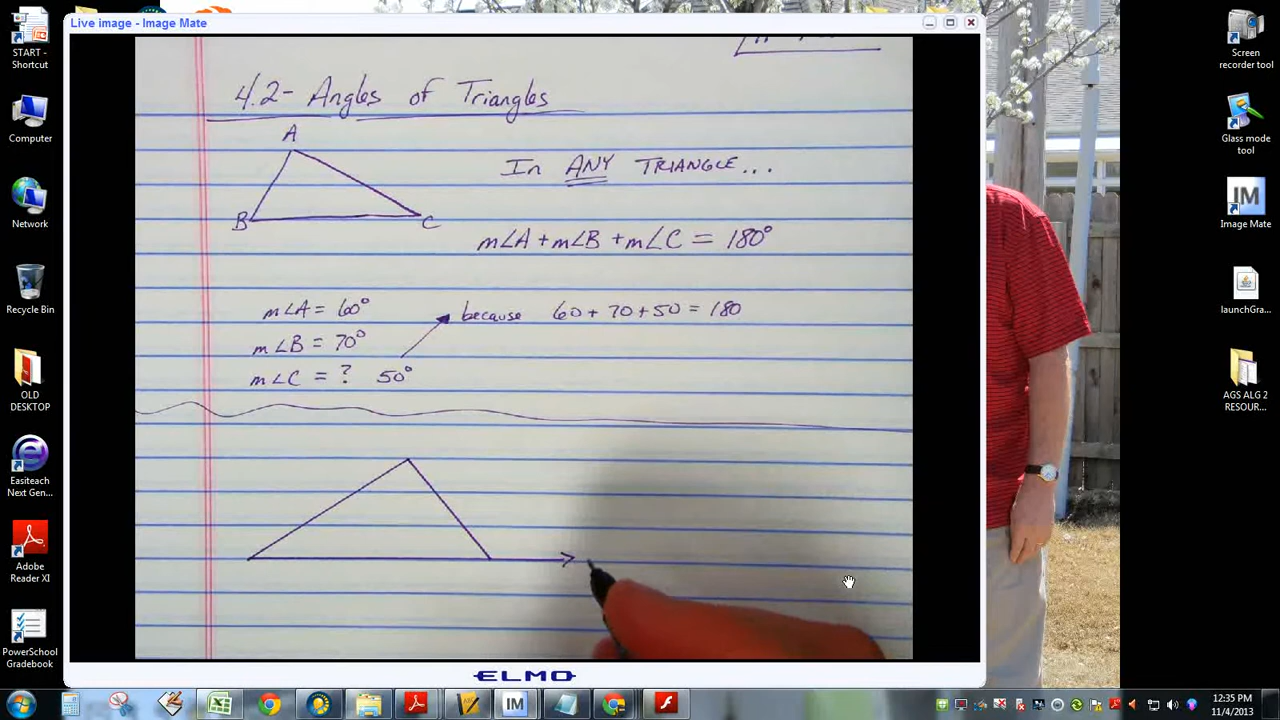 Live image - Image Mate
START -
Shortcut
Computer
Network
Recycle Bin
OLD
DESKTOP
Easiteach
Next Gen...
Adobe
Reader XI
PowerSchool
Gradebook
4.2- Angles of Triangles
A
B
C
In ANY TRIANGLE...
m∠A + m∠B + m∠C = 180°
m∠A = 60°
because 60 + 70 + 50 = 180
m∠B = 70°
m∠C = ? 50°
ELMO
Screen
recorder tool
Glass mode
tool
IM
Image Mate
launchGra...
AGS ALG 2
RESOUR...
IM
12:35 PM
11/4/2013